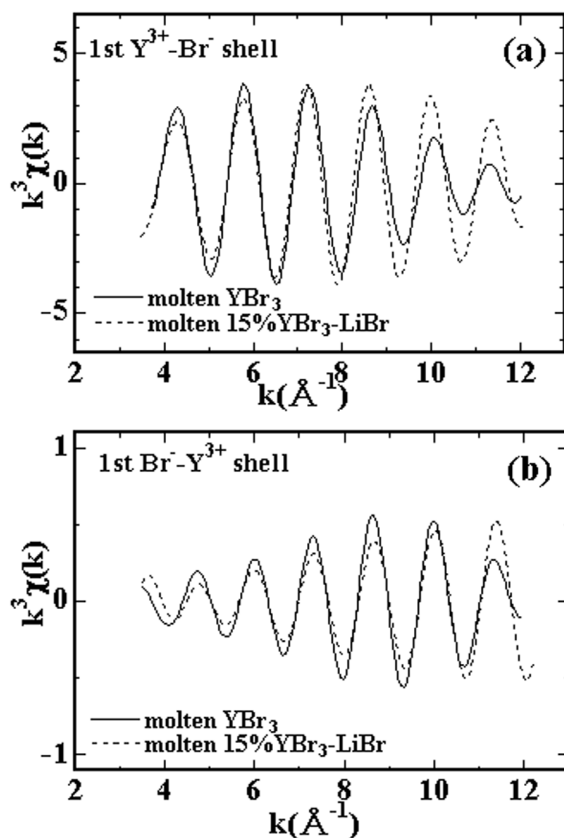 (a)
1st Y³⁺-Br⁻ shell
5
0
-5
k³χ(k)
molten YBr₃
molten 15%YBr₃-LiBr
2 4 6 8 10 12
k(Å⁻¹)
(b)
1st Br⁻-Y³⁺ shell
1
0
-1
k³χ(k)
molten YBr₃
molten 15%YBr₃-LiBr
2 4 6 8 10 12
k(Å⁻¹)